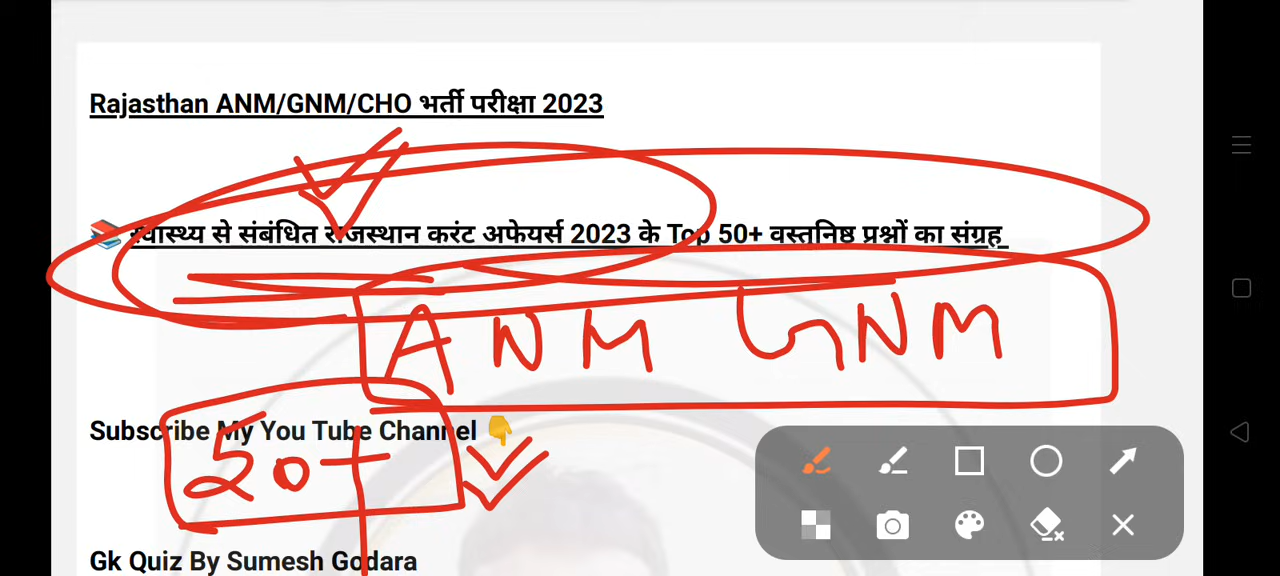 Rajasthan ANM/GNM/CHO भर्ती परीक्षा 2023
📚 स्वास्थ्य से संबंधित राजस्थान करंट अफेयर्स 2023 के Top 50+ वस्तुनिष्ठ प्रश्नों का संग्रह
ANM GNM
Subscribe My You Tube Channel 👇
50+
Gk Quiz By Sumesh Godara